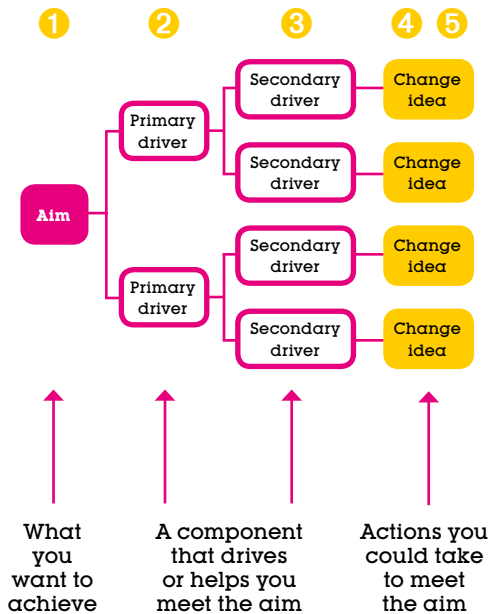 1 2 3 4 5
Secondary
driver
Change
idea
Primary
driver
Secondary
driver
Change
idea
Aim
Secondary
driver
Change
idea
Primary
driver
Secondary
driver
Change
idea
What
you
want to
achieve
A component
that drives
or helps you
meet the aim
Actions you
could take
to meet
the aim